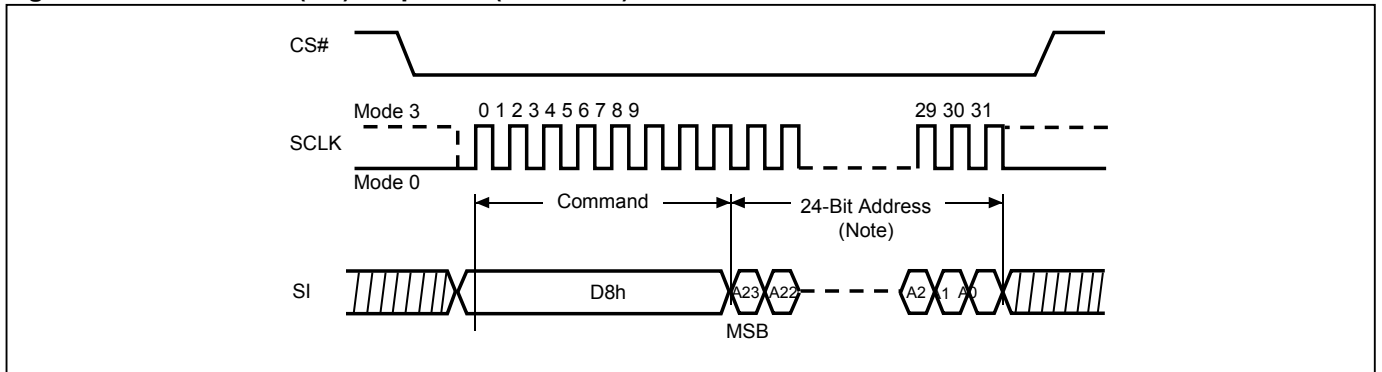 CS#
Mode 3
0 1 2 3 4 5 6 7 8 9
29 30 31
SCLK
Mode 0
Command
24-Bit Address
(Note)
SI
D8h
A23
A22
A2
A1
A0
MSB